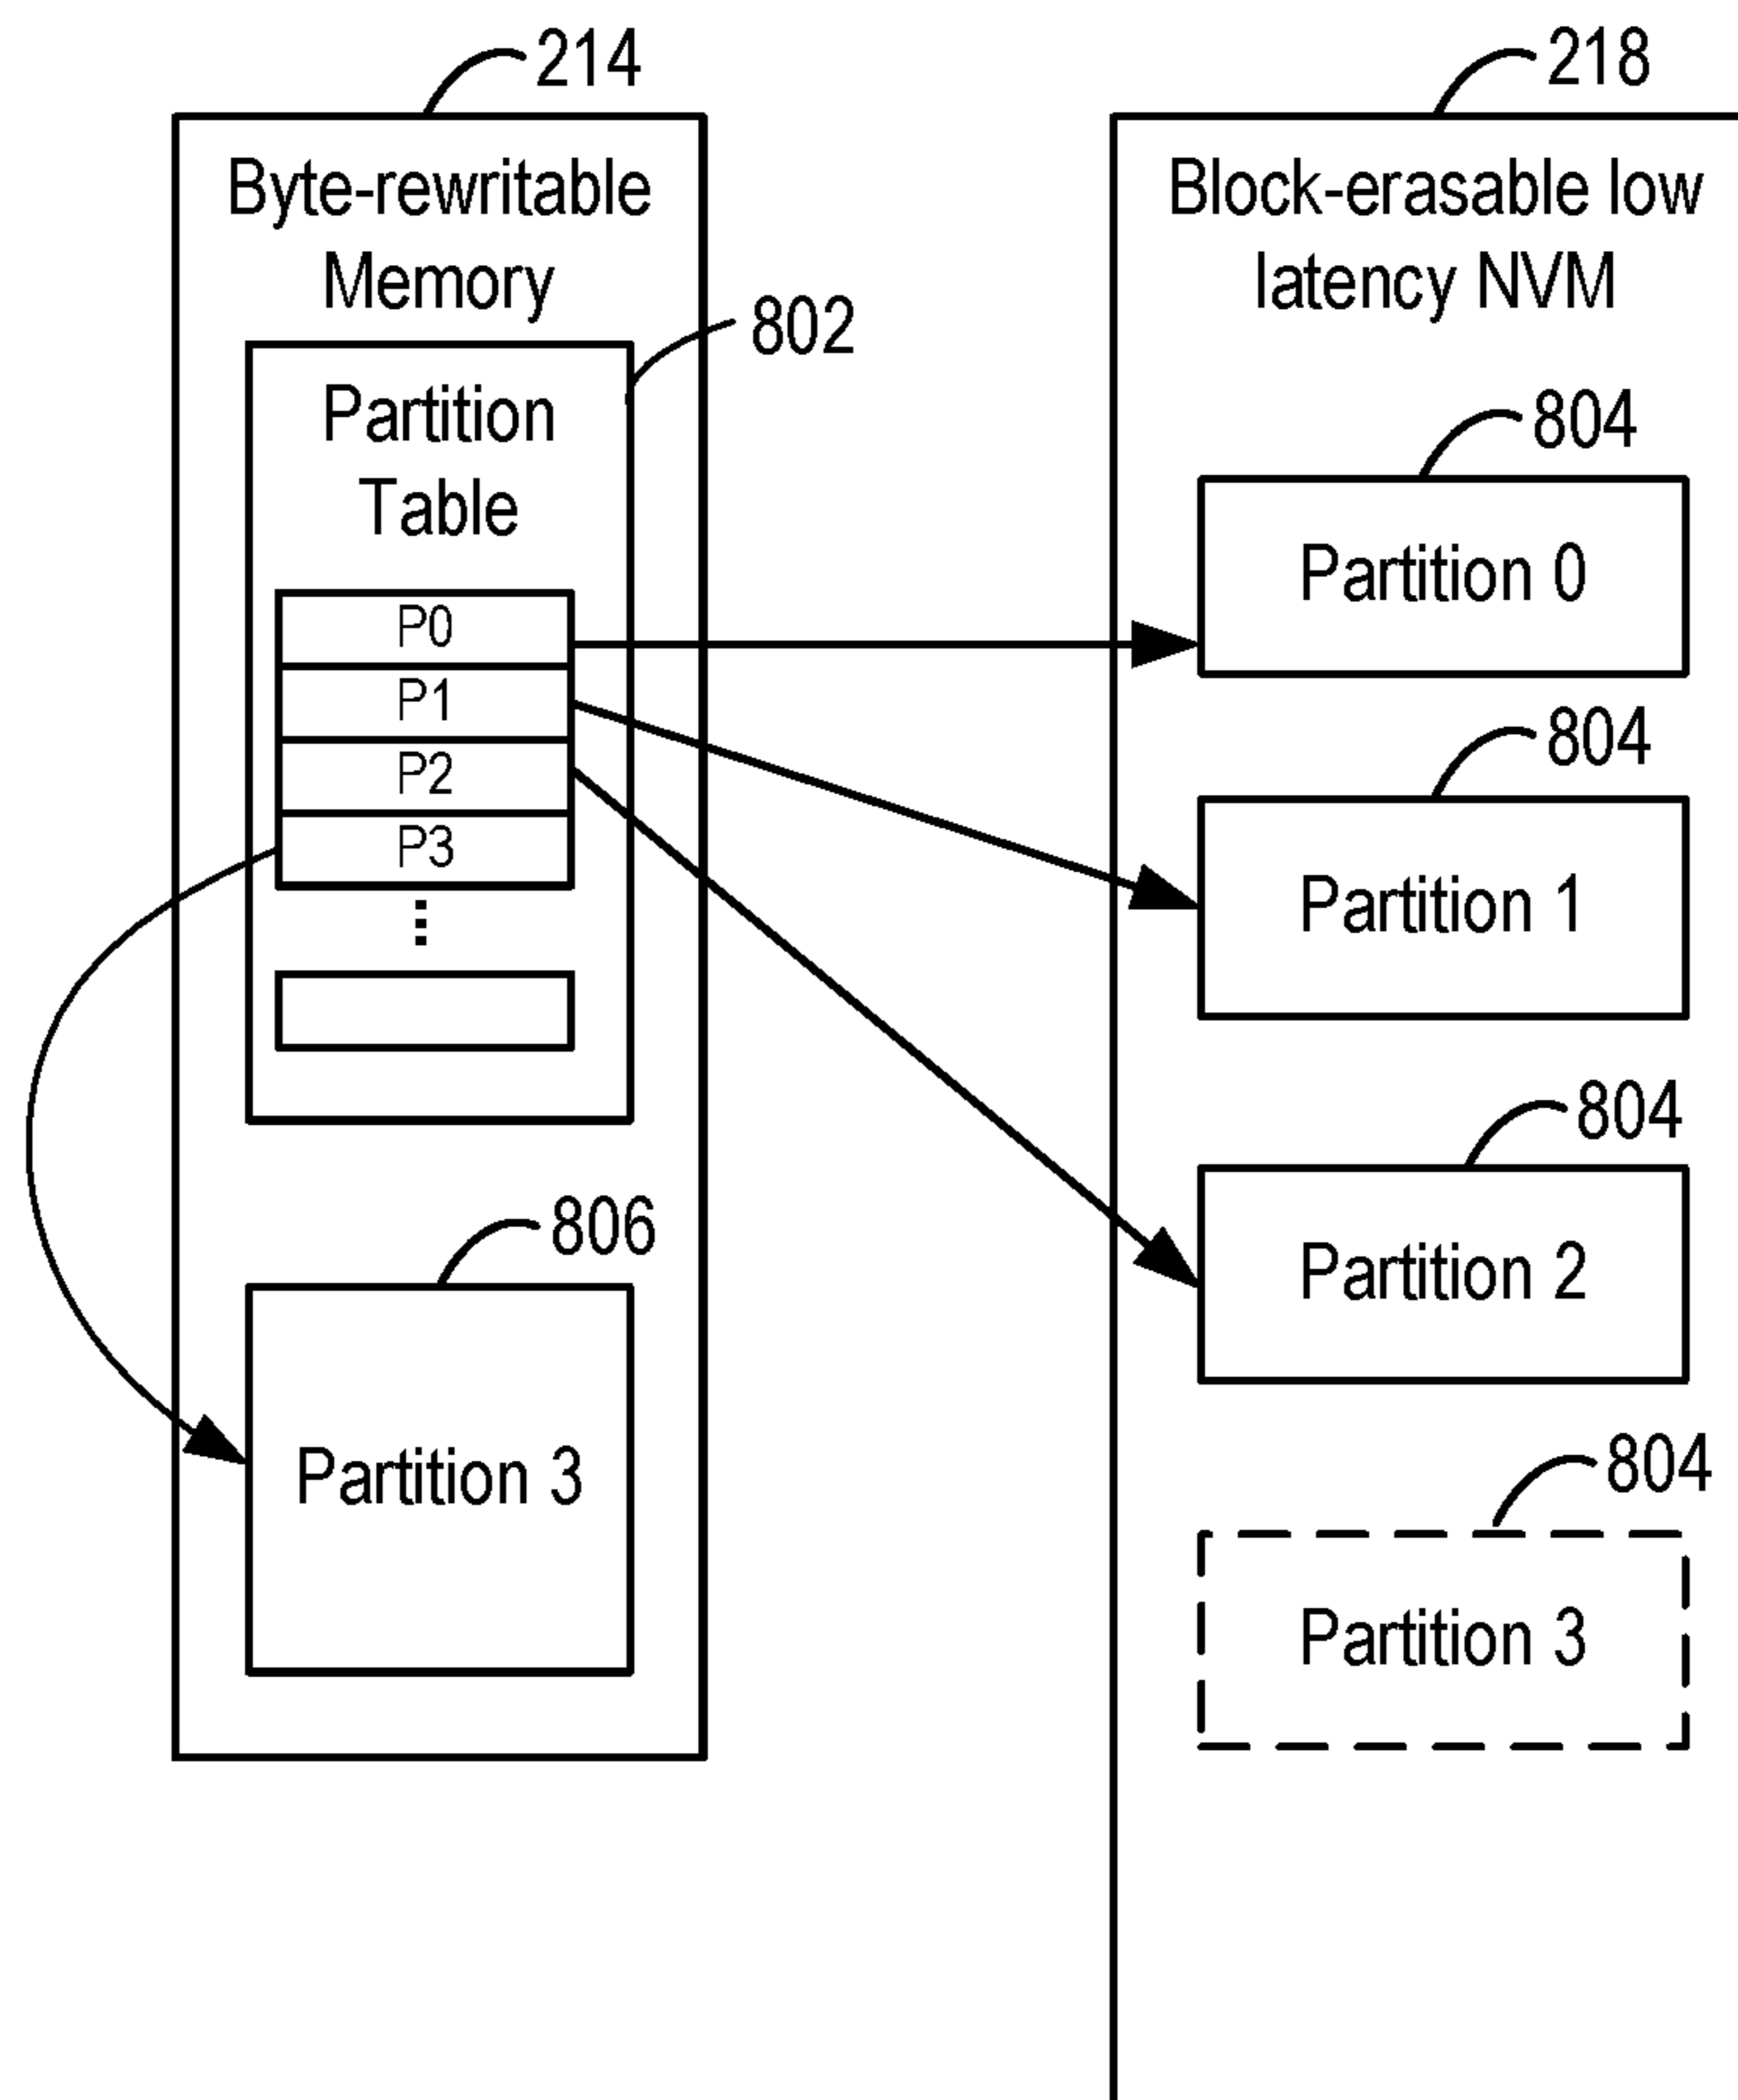 214
Byte-rewritable
Memory
802
Partition
Table
P0
P1
P2
P3
806
Partition 3
218
Block-erasable low
latency NVM
804
Partition 0
804
Partition 1
804
Partition 2
804
Partition 3